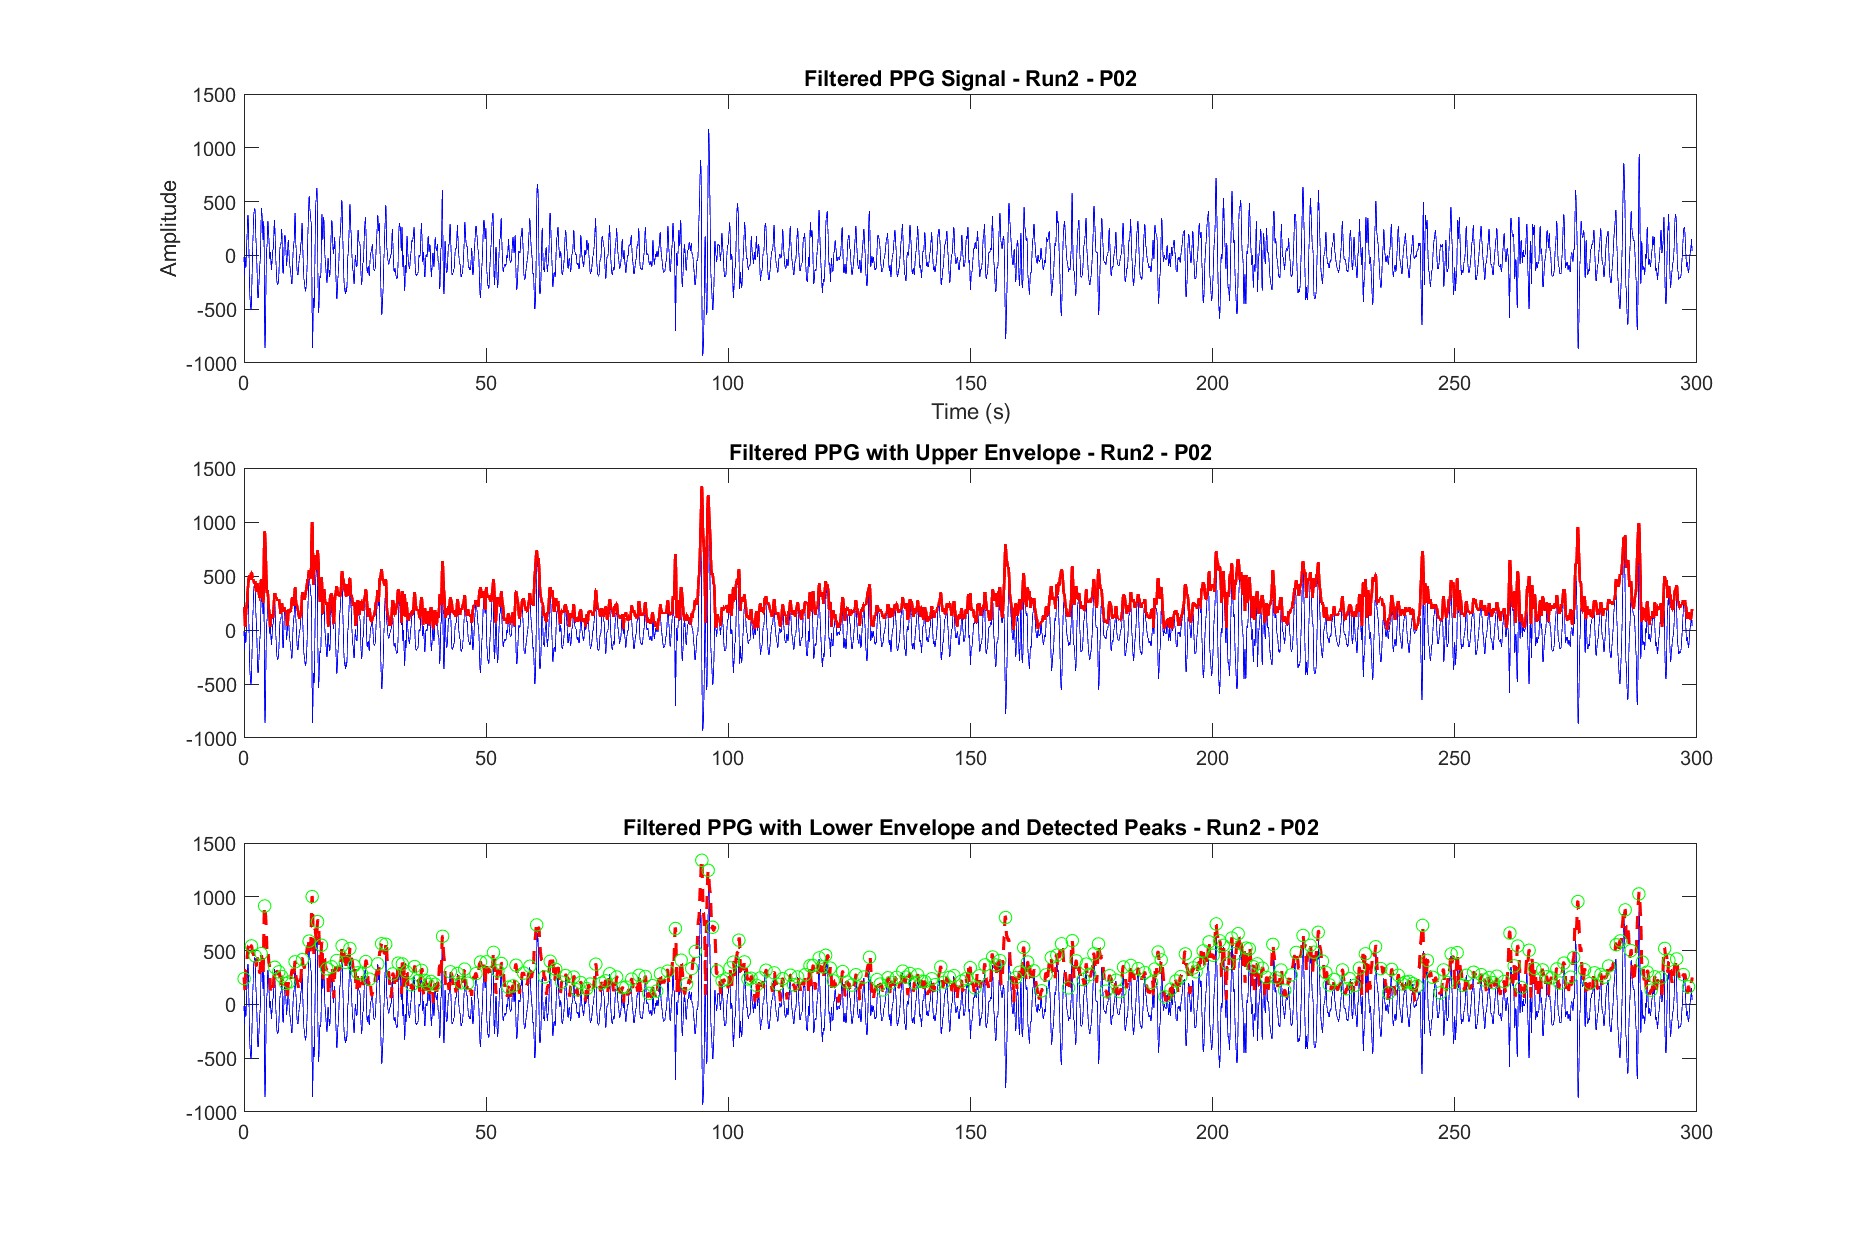 Filtered PPG Signal - Run2 - P02
1500
1000
500
0
-500
-1000
Amplitude
0 50 100 150 200 250 300
Time (s)
Filtered PPG with Upper Envelope - Run2 - P02
1500
1000
500
0
-500
-1000
0 50 100 150 200 250 300
Filtered PPG with Lower Envelope and Detected Peaks - Run2 - P02
1500
1000
500
0
-500
-1000
0 50 100 150 200 250 300